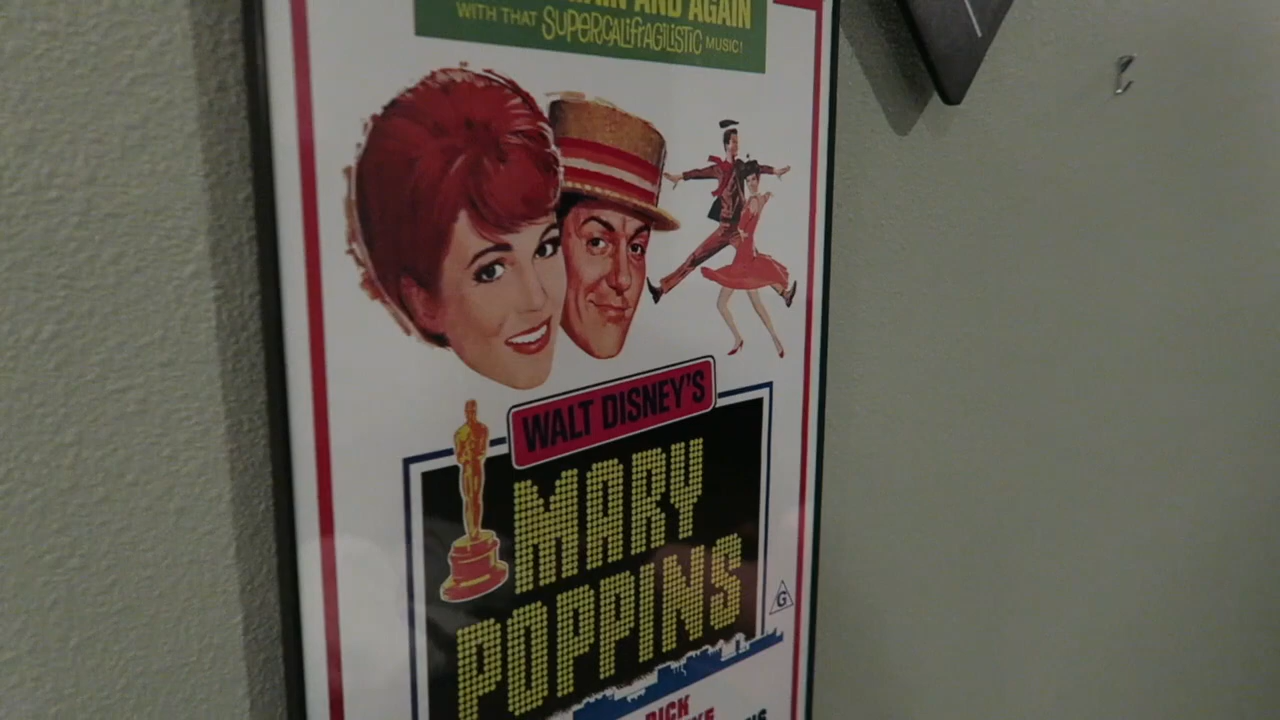 AND AGAIN
WITH THAT SUPERCALIFRAGILISTIC MUSIC!
WALT DISNEY'S
MARY
POPPINS
G
DICK